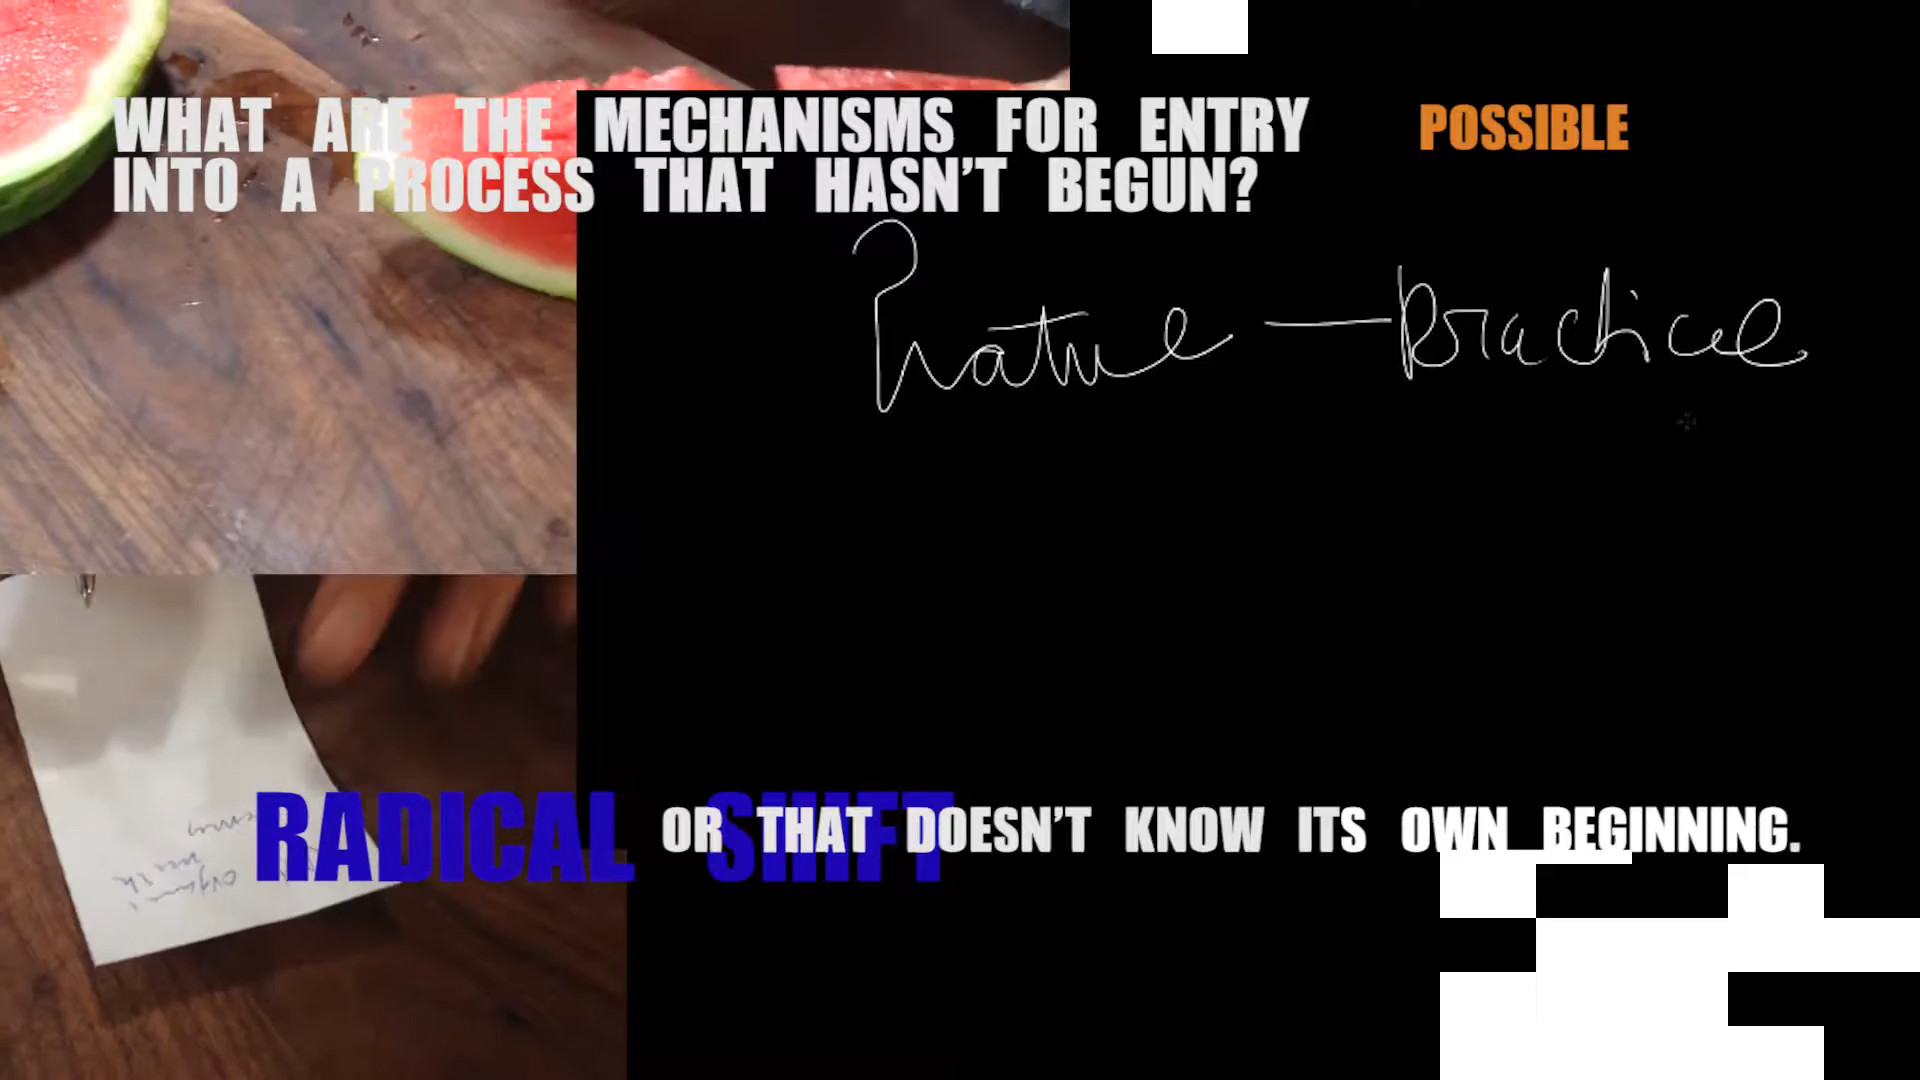 WHAT ARE THE MECHANISMS FOR ENTRY
INTO A PROCESS THAT HASN'T BEGUN?
POSSIBLE
nature — practice
RADICAL SHIFT
OR THAT DOESN'T KNOW ITS OWN BEGINNING.